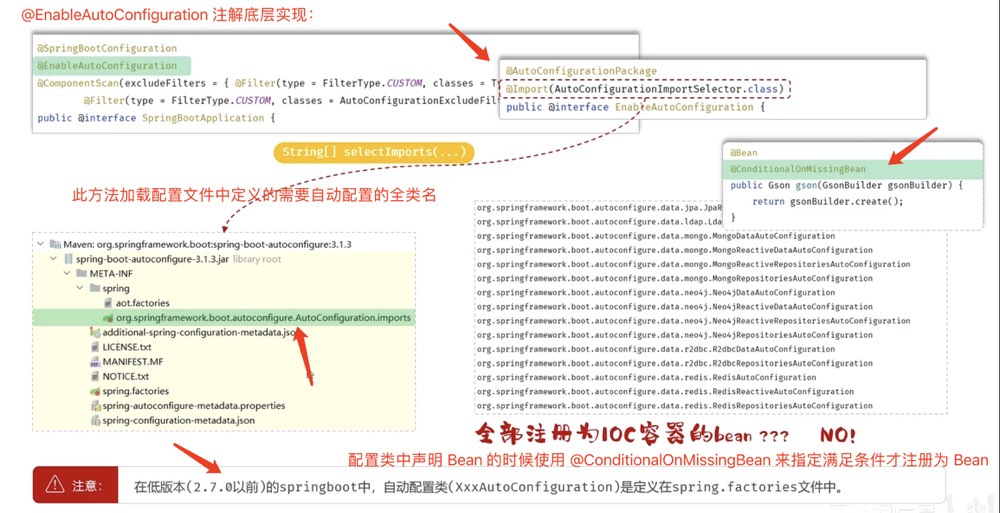 @EnableAutoConfiguration 注解底层实现：
@SpringBootConfiguration
@EnableAutoConfiguration
@ComponentScan(excludeFilters = { @Filter(type = FilterType.CUSTOM, classes = T
@Filter(type = FilterType.CUSTOM, classes = AutoConfigurationExcludeFil
public @interface SpringBootApplication {
@AutoConfigurationPackage
@Import(AutoConfigurationImportSelector.class)
public @interface EnableAutoConfiguration {
String[] selectImports(...)
此方法加载配置文件中定义的需要自动配置的全类名
@Bean
@ConditionalOnMissingBean
public Gson gson(GsonBuilder gsonBuilder) {
return gsonBuilder.create();
}
Maven: org.springframework.boot:spring-boot-autoconfigure:3.1.3
spring-boot-autoconfigure-3.1.3.jar library root
META-INF
spring
aot.factories
org.springframework.boot.autoconfigure.AutoConfiguration.imports
additional-spring-configuration-metadata.json
LICENSE.txt
MANIFEST.MF
NOTICE.txt
spring.factories
spring-autoconfigure-metadata.properties
spring-configuration-metadata.json
org.springframework.boot.autoconfigure.data.jpa.JpaR
org.springframework.boot.autoconfigure.data.ldap.Lda
org.springframework.boot.autoconfigure.data.mongo.MongoDataAutoConfiguration
org.springframework.boot.autoconfigure.data.mongo.MongoReactiveDataAutoConfiguration
org.springframework.boot.autoconfigure.data.mongo.MongoReactiveRepositoriesAutoConfiguration
org.springframework.boot.autoconfigure.data.mongo.MongoRepositoriesAutoConfiguration
org.springframework.boot.autoconfigure.data.neo4j.Neo4jDataAutoConfiguration
org.springframework.boot.autoconfigure.data.neo4j.Neo4jReactiveDataAutoConfiguration
org.springframework.boot.autoconfigure.data.neo4j.Neo4jReactiveRepositoriesAutoConfiguration
org.springframework.boot.autoconfigure.data.neo4j.Neo4jRepositoriesAutoConfiguration
org.springframework.boot.autoconfigure.data.r2dbc.R2dbcDataAutoConfiguration
org.springframework.boot.autoconfigure.data.r2dbc.R2dbcRepositoriesAutoConfiguration
org.springframework.boot.autoconfigure.data.redis.RedisAutoConfiguration
org.springframework.boot.autoconfigure.data.redis.RedisReactiveAutoConfiguration
org.springframework.boot.autoconfigure.data.redis.RedisRepositoriesAutoConfiguration
全部注册为IOC容器的bean ??? NO!
配置类中声明 Bean 的时候使用 @ConditionalOnMissingBean 来指定满足条件才注册为 Bean
注意：
在低版本(2.7.0以前)的springboot中，自动配置类(XxxAutoConfiguration)是定义在spring.factories文件中。